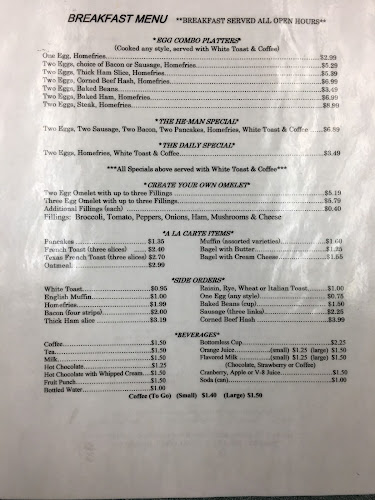 BREAKFAST MENU **BREAKFAST SERVED ALL OPEN HOURS**
*EGG COMBO PLATTERS*
(Cooked any style, served with White Toast & Coffee)
One Egg, Homefries $2.99
Two Eggs, choice of Bacon or Sausage, Homefries $5.29
Two Eggs, Thick Ham Slice, Homefries $5.39
Two Eggs, Corned Beef Hash, Homefries $6.99
Two Eggs, Baked Beans $3.49
Two Eggs, Baked Ham, Homefries $6.99
Two Eggs, Steak, Homefries $8.89
*THE HE-MAN SPECIAL*
Two Eggs, Two Sausage, Two Bacon, Two Pancakes, Homefries, White Toast & Coffee $6.89
*THE DAILY SPECIAL*
Two Eggs, Homefries, White Toast & Coffee $3.49
***All Specials above served with White Toast & Coffee***
*CREATE YOUR OWN OMELET*
Two Egg Omelet with up to three Fillings $5.19
Three Egg Omelet with up to three Fillings $5.79
Additional Fillings (each) $0.40
Fillings: Broccoli, Tomato, Peppers, Onions, Ham, Mushrooms & Cheese
*A LA CARTE ITEMS*
Pancakes $1.35 Muffin (assorted varieties) $1.60
French Toast (three slices) $2.40 Bagel with Butter $1.25
Texas French Toast (three slices) $2.70 Bagel with Cream Cheese $1.65
Oatmeal $2.99
*SIDE ORDERS*
White Toast $0.95 Raisin, Rye, Wheat or Italian Toast $1.00
English Muffin $1.00 One Egg (any style) $0.75
Homefries $1.99 Baked Beans (cup) $1.50
Bacon (four strips) $2.00 Sausage (three links) $2.25
Thick Ham slice $3.19 Corned Beef Hash $3.99
*BEVERAGES*
Coffee $1.50 Bottomless Cup $2.25
Tea $1.50 Orange Juice (small) $1.25 (large) $1.50
Milk $1.50 Flavored Milk (small) $1.25 (large) $1.50
Hot Chocolate $1.25 (Chocolate, Strawberry or Coffee)
Hot Chocolate with Whipped Cream $1.50 Cranberry, Apple or V-8 Juice $1.50
Fruit Punch $1.50 Soda (can) $1.00
Bottled Water $1.00
Coffee (To Go) (Small) $1.40 (Large) $1.50